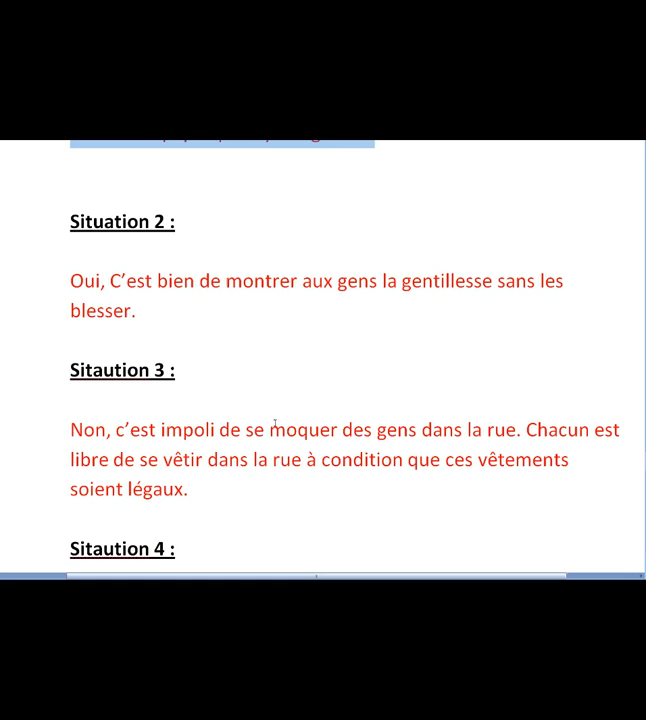 Situation 2 :
Oui, C’est bien de montrer aux gens la gentillesse sans les
blesser.
Sitaution 3 :
Non, c’est impoli de se moquer des gens dans la rue. Chacun est
libre de se vêtir dans la rue à condition que ces vêtements
soient légaux.
Sitaution 4 :